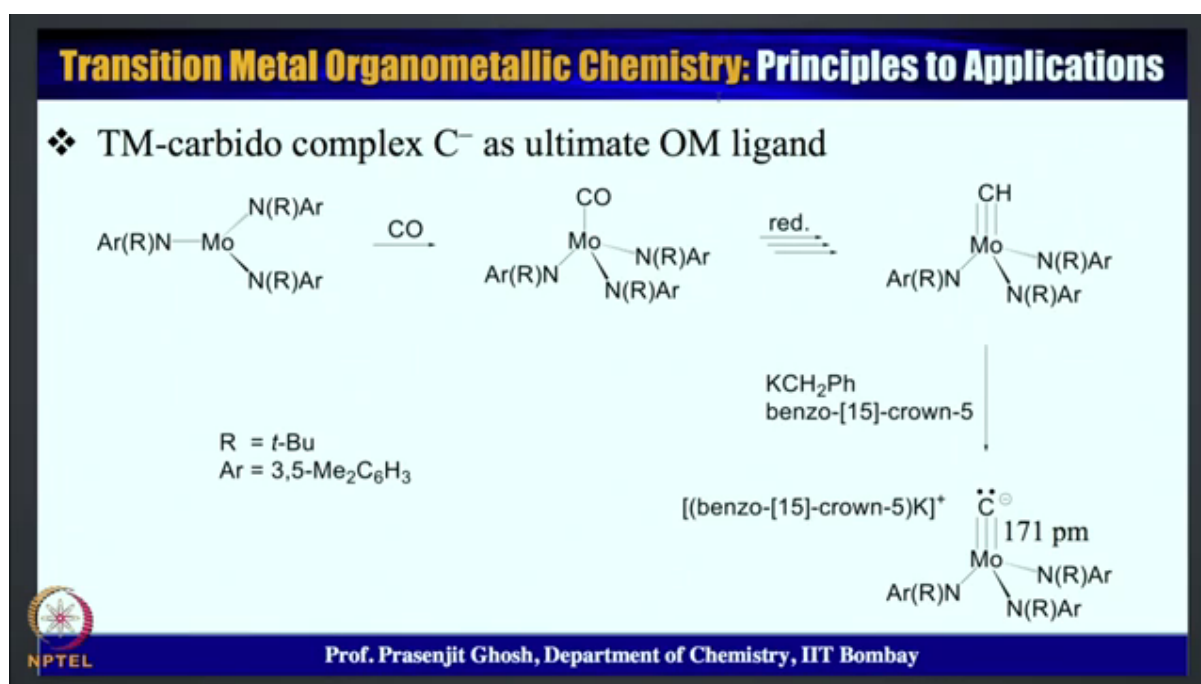 Transition Metal Organometallic Chemistry: Principles to Applications
❖ TM-carbido complex C⁻ as ultimate OM ligand
Ar(R)N Mo N(R)Ar N(R)Ar
CO
CO
Mo
Ar(R)N N(R)Ar
N(R)Ar
red.
CH
Mo
Ar(R)N N(R)Ar
N(R)Ar
KCH₂Ph
benzo-[15]-crown-5
R = t-Bu
Ar = 3,5-Me₂C₆H₃
[(benzo-[15]-crown-5)K]⁺ C̈ ⊖
171 pm
Mo
Ar(R)N N(R)Ar
N(R)Ar
NPTEL
Prof. Prasenjit Ghosh, Department of Chemistry, IIT Bombay